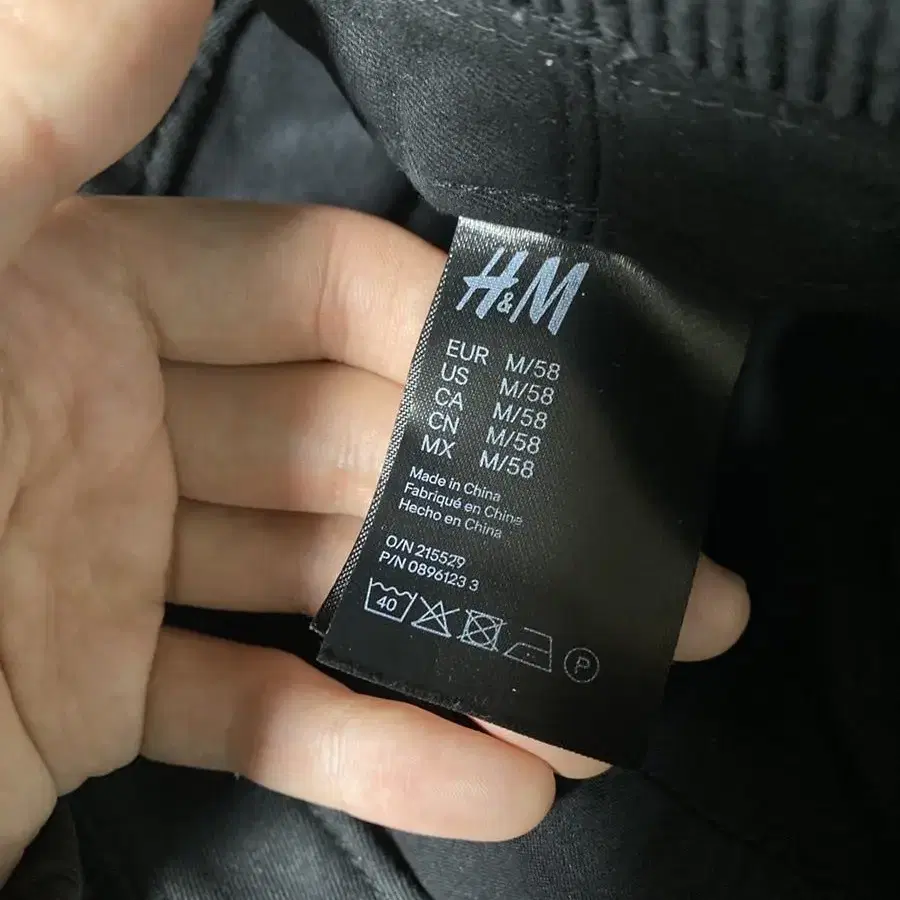 H&M
EUR M/58
US M/58
CA M/58
CN M/58
MX M/58
Made in China
Fabriqué en Chine
Hecho en China
O/N 215529
P/N 0896123 3
40
P